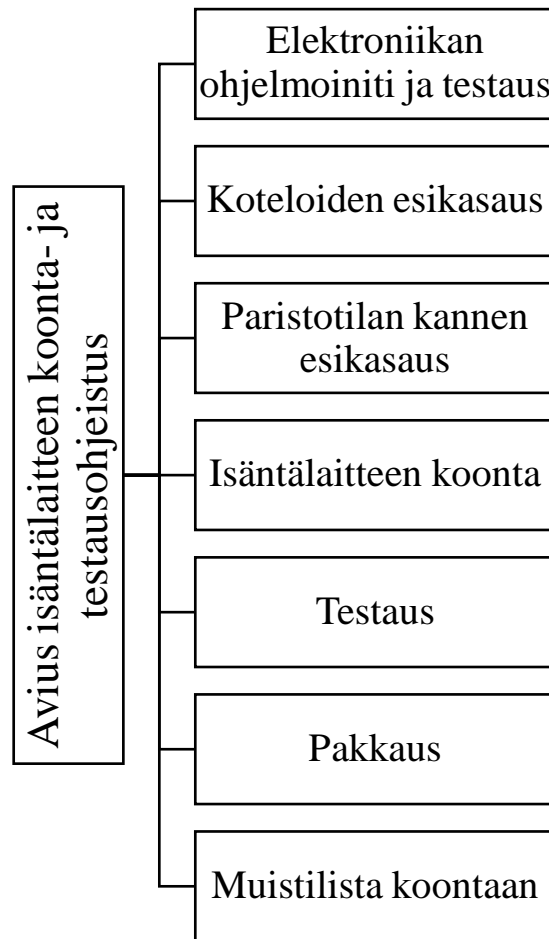 Avius isäntälaitteen koonta- ja
testausohjeistus
Elektroniikan
ohjelmoiniti ja testaus
Koteloiden esikasaus
Paristotilan kannen
esikasaus
Isäntälaitteen koonta
Testaus
Pakkaus
Muistilista koontaan